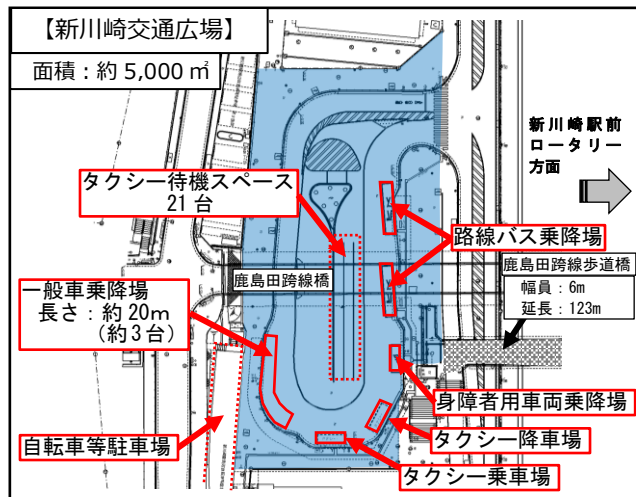 【新川崎交通広場】
面積：約 5,000 ㎡
新川崎駅前
ロータリー
方面
タクシー待機スペース
21 台
路線バス乗降場
鹿島田跨線橋
鹿島田跨線歩道橋
幅員：6m
延長：123m
一般車乗降場
長さ：約 20ｍ
（約３台）
身障者用車両乗降場
タクシー降車場
自転車等駐車場
タクシー乗車場